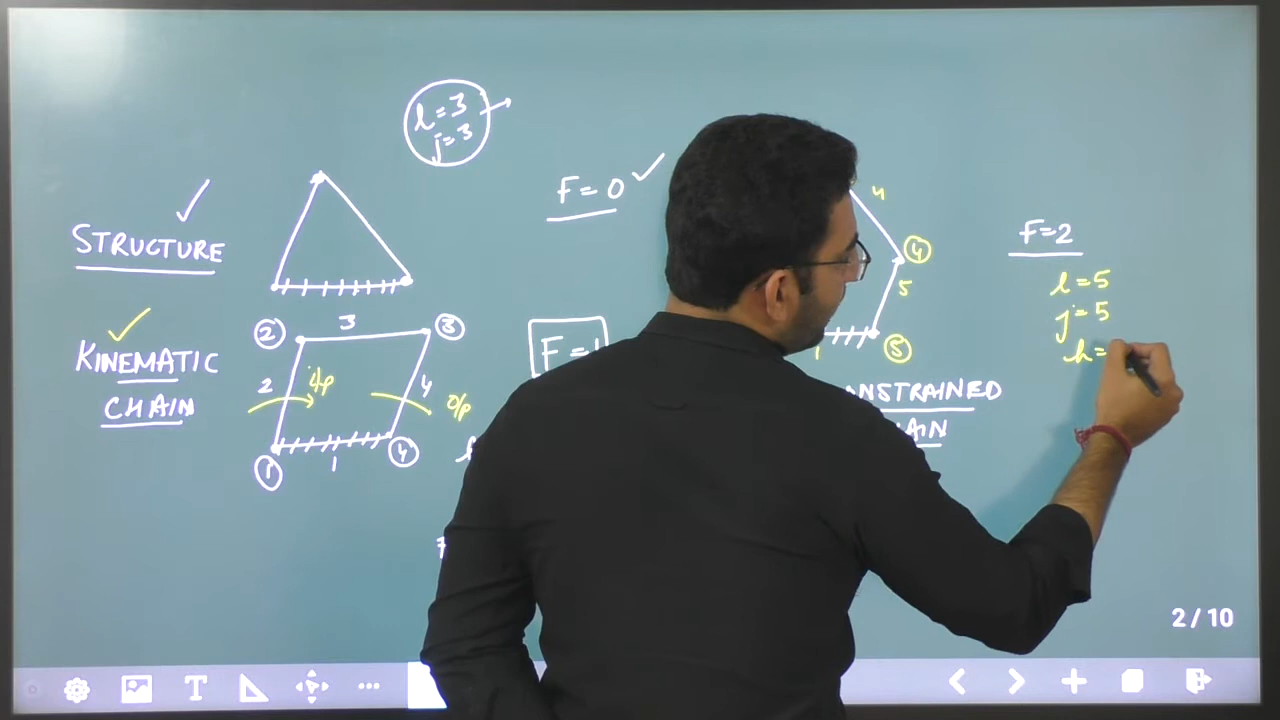 l=3
j=3
STRUCTURE
F=0
KINEMATIC
CHAIN
2
3
3
2
i/p
4
o/p
1
1
4
F=1
4
4
5
5
1
F=2
l=5
j=5
h=
NSTRAINED
AIN
2/10
T